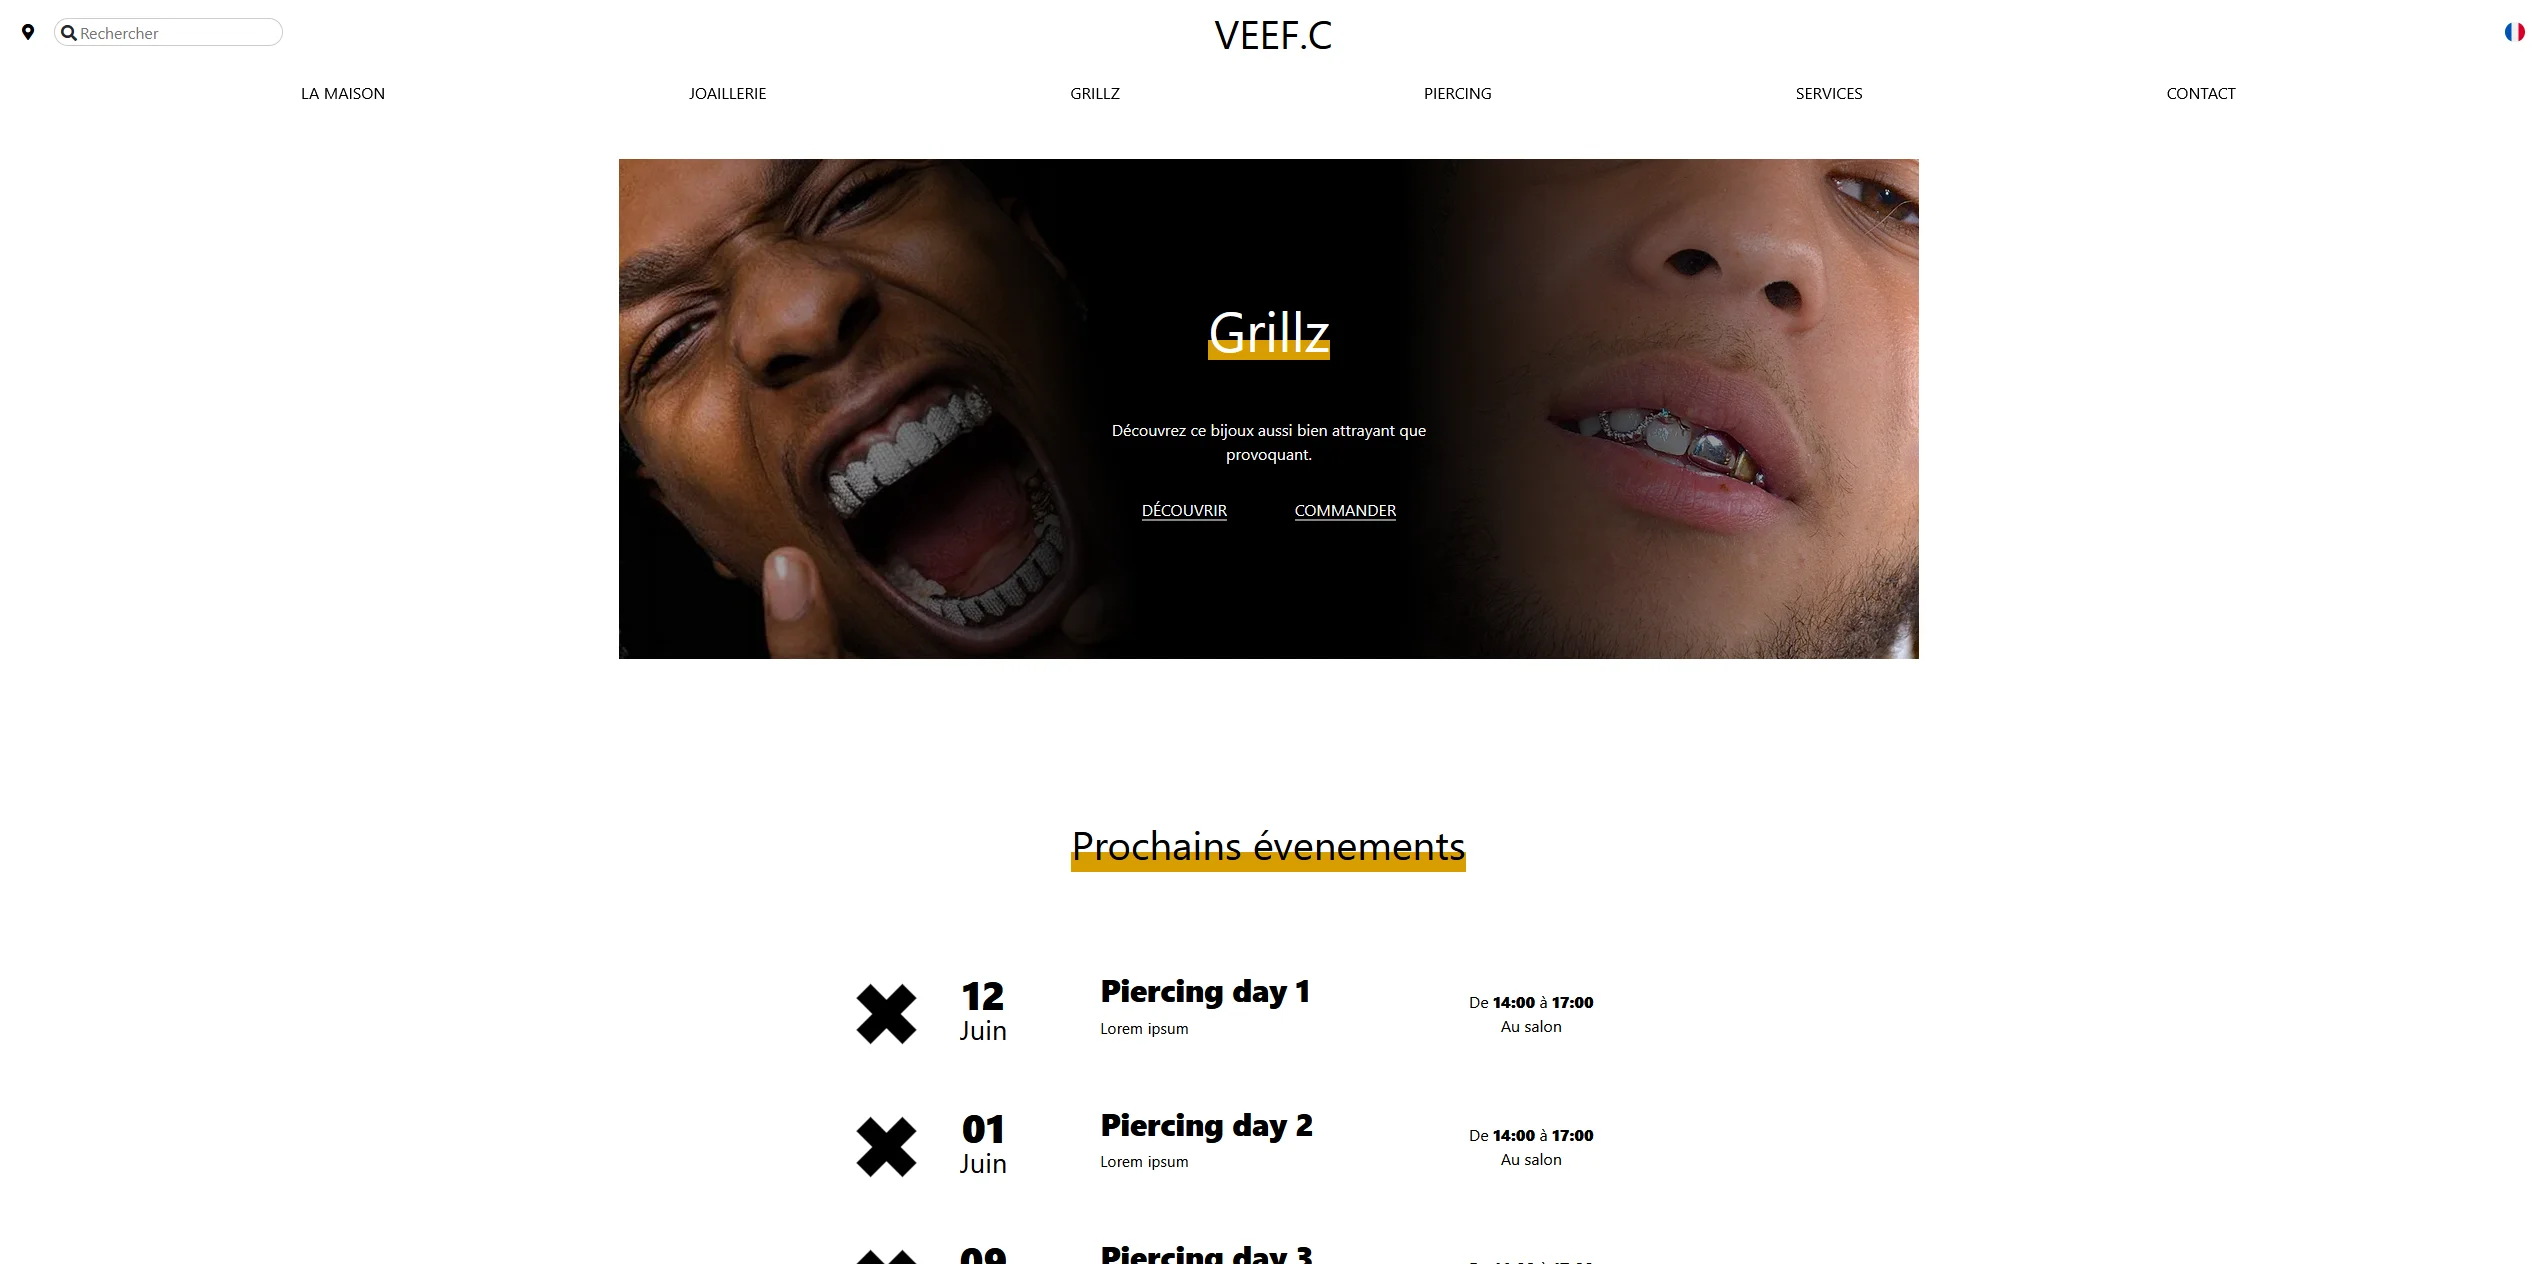 Rechercher
VEEF.C
LA MAISON
JOAILLERIE
GRILLZ
PIERCING
SERVICES
CONTACT
Grillz
Découvrez ce bijoux aussi bien attrayant que
provoquant.
DÉCOUVRIR
COMMANDER
Prochains évenements
12
Juin
Piercing day 1
Lorem ipsum
De 14:00 à 17:00
Au salon
01
Juin
Piercing day 2
Lorem ipsum
De 14:00 à 17:00
Au salon
09
Piercing day 3